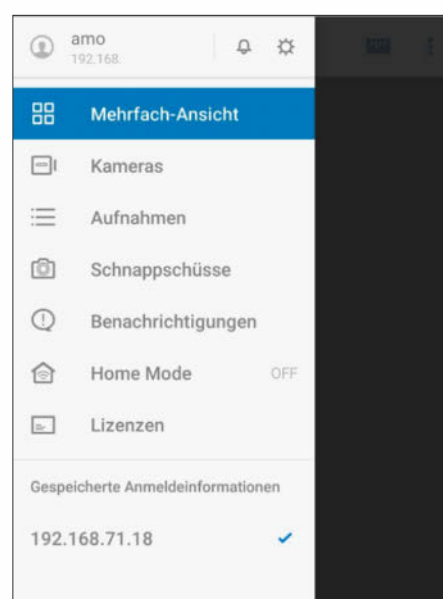 amo
192.168.
Mehrfach-Ansicht
Kameras
Aufnahmen
Schnappschüsse
Benachrichtigungen
Home Mode OFF
Lizenzen
Gespeicherte Anmeldeinformationen
192.168.71.18